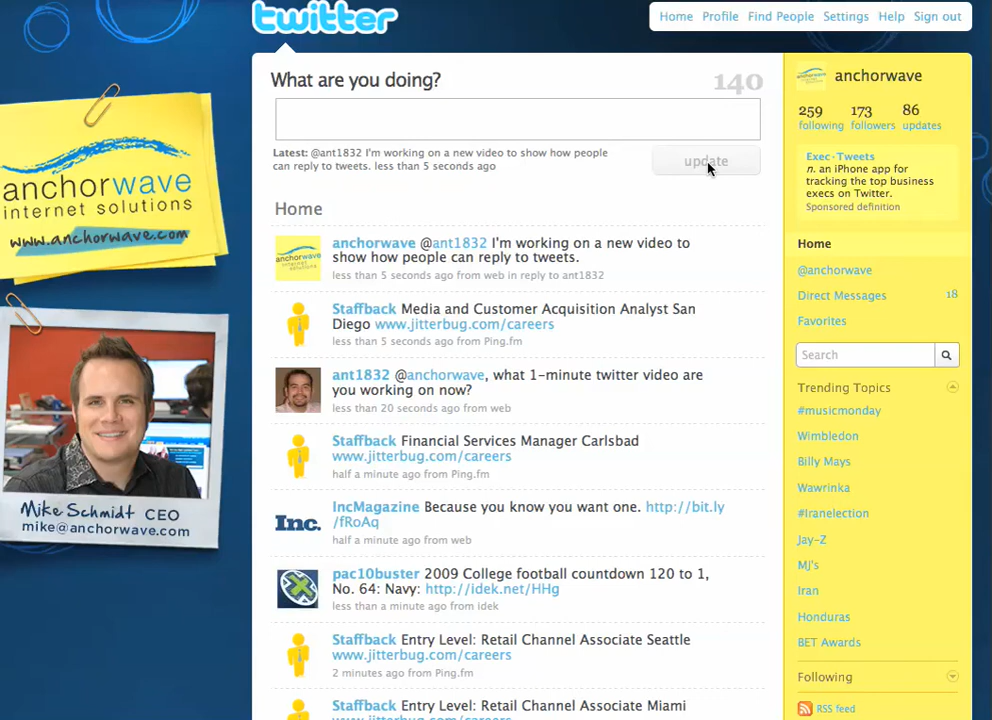 twitter
Home Profile Find People Settings Help Sign out
What are you doing?
140
Latest: @ant1832 I'm working on a new video to show how people
can reply to tweets. less than 5 seconds ago
update
Home
anchorwave @ant1832 I'm working on a new video to
show how people can reply to tweets.
less than 5 seconds ago from web in reply to ant1832
Staffback Media and Customer Acquisition Analyst San
Diego www.jitterbug.com/careers
less than 5 seconds ago from Ping.fm
ant1832 @anchorwave, what 1-minute twitter video are
you working on now?
less than 20 seconds ago from web
Staffback Financial Services Manager Carlsbad
www.jitterbug.com/careers
half a minute ago from Ping.fm
Inc.
IncMagazine Because you know you want one. http://bit.ly
/fRoAq
half a minute ago from web
pac10buster 2009 College football countdown 120 to 1,
No. 64: Navy: http://idek.net/HHg
less than a minute ago from idek
Staffback Entry Level: Retail Channel Associate Seattle
www.jitterbug.com/careers
2 minutes ago from Ping.fm
Staffback Entry Level: Retail Channel Associate Miami
anchorwave
internet solutions
www.anchorwave.com
Mike Schmidt CEO
mike@anchorwave.com
anchorwave
259 173 86
following followers updates
Exec·Tweets
n. an iPhone app for
tracking the top business
execs on Twitter.
Sponsored definition
Home
@anchorwave
Direct Messages 18
Favorites
Search
Trending Topics
#musicmonday
Wimbledon
Billy Mays
Wawrinka
#Iranelection
Jay-Z
MJ's
Iran
Honduras
BET Awards
Following
RSS feed